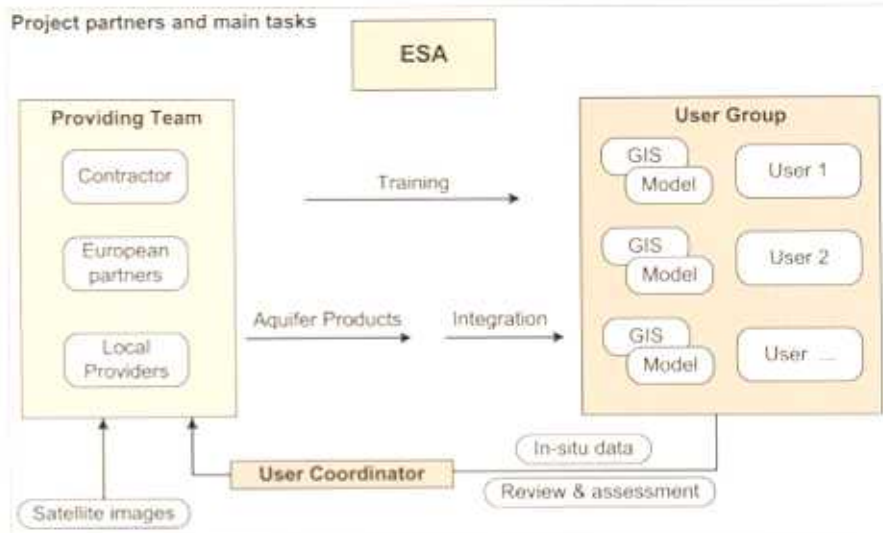 Project partners and main tasks
ESA
Providing Team
Contractor
European
partners
Local
Providers
Training
Aquifer Products
Integration
User Group
GIS
Model
User 1
GIS
Model
User 2
GIS
Model
User ...
In-situ data
User Coordinator
Review & assessment
Satellite images